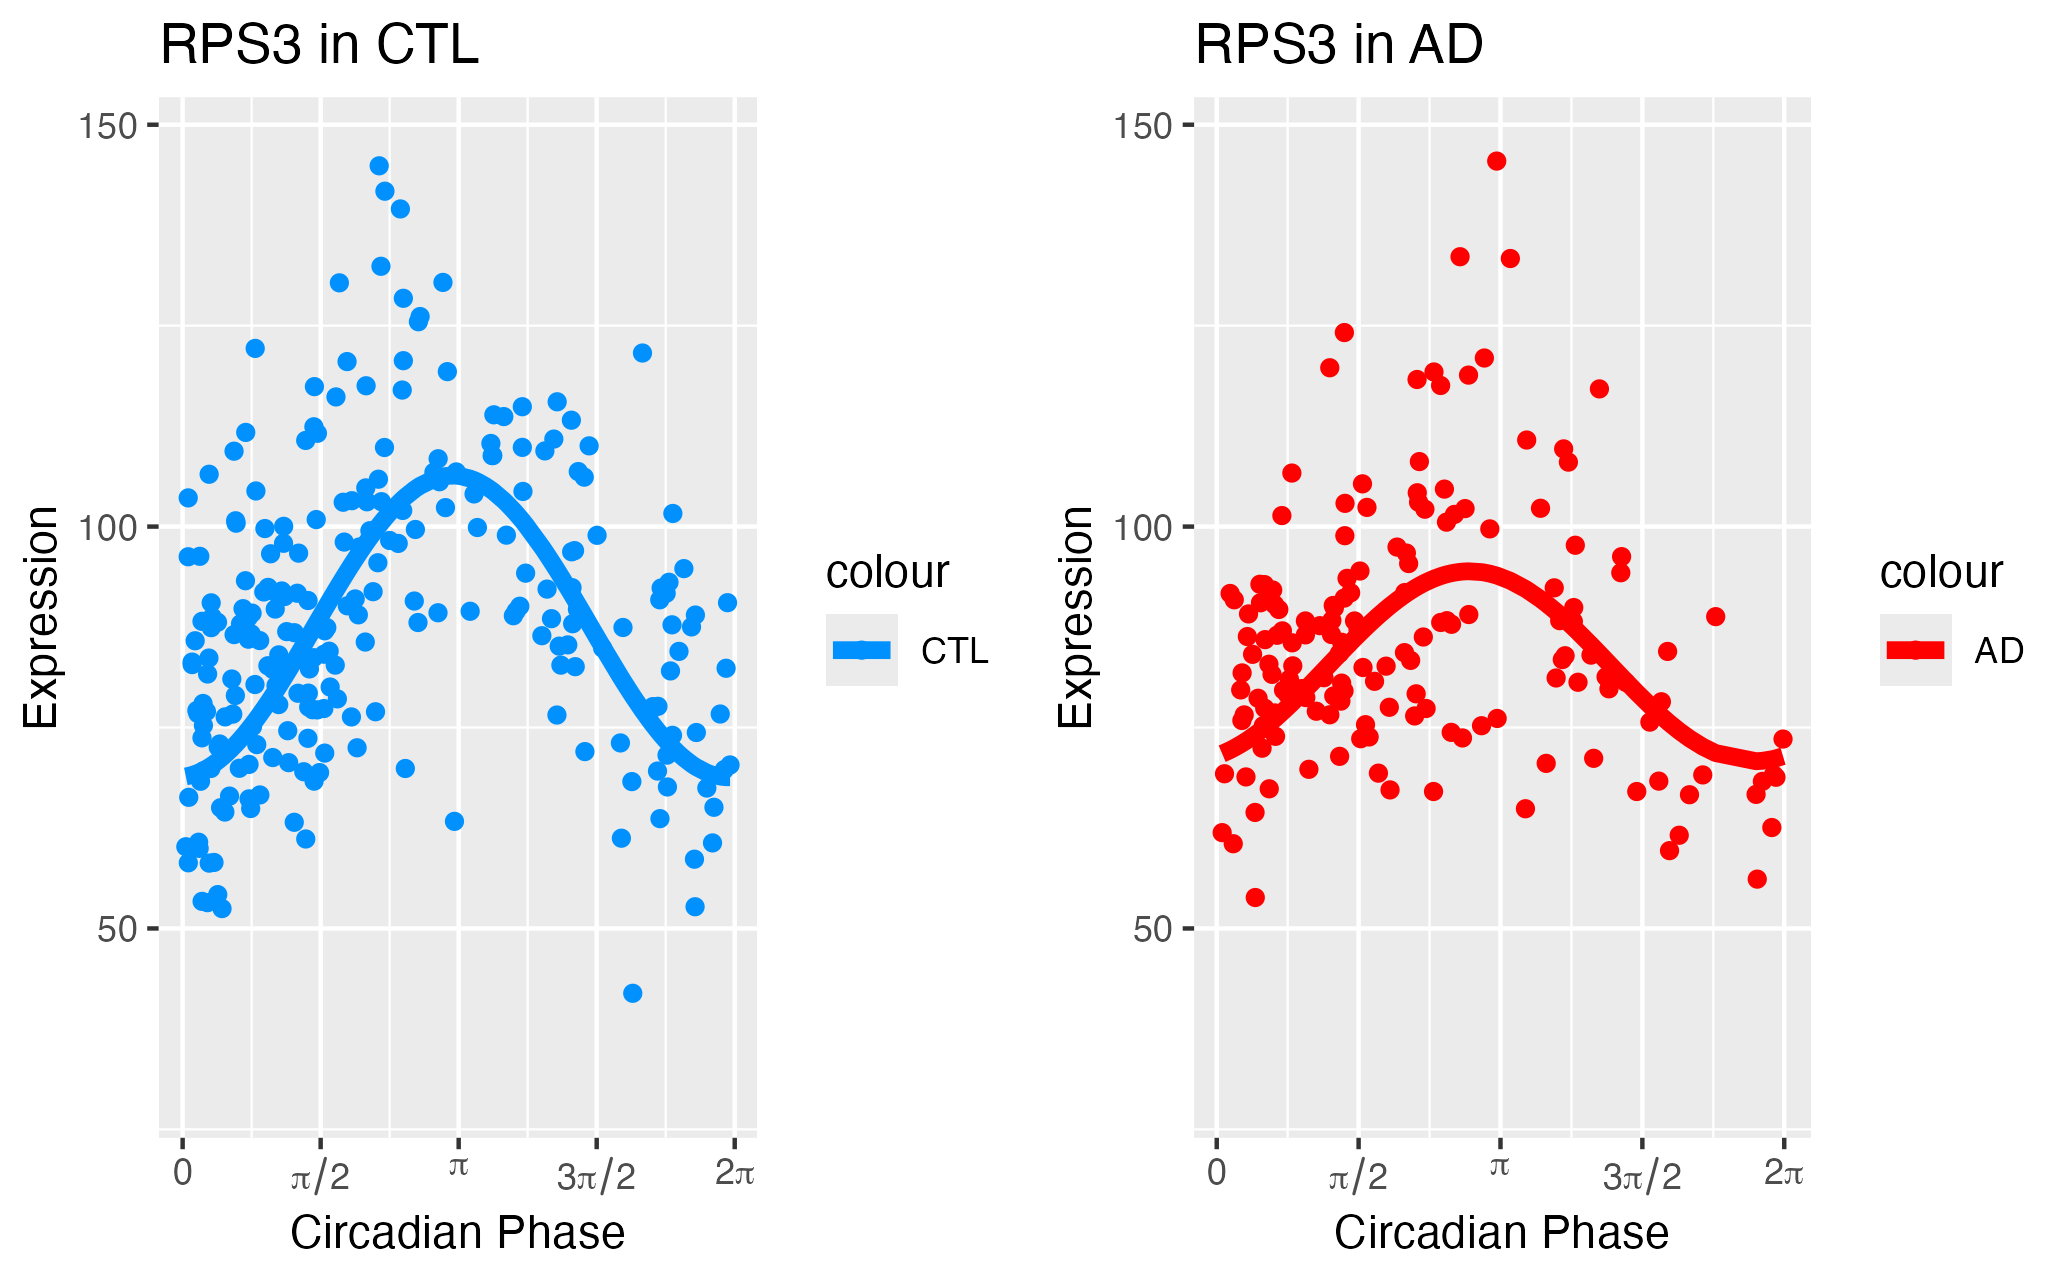 RPS3 in CTL
150
100
50
Expression
0 π/2 π 3π/2 2π
Circadian Phase
colour
CTL
RPS3 in AD
150
100
50
Expression
0 π/2 π 3π/2 2π
Circadian Phase
colour
AD